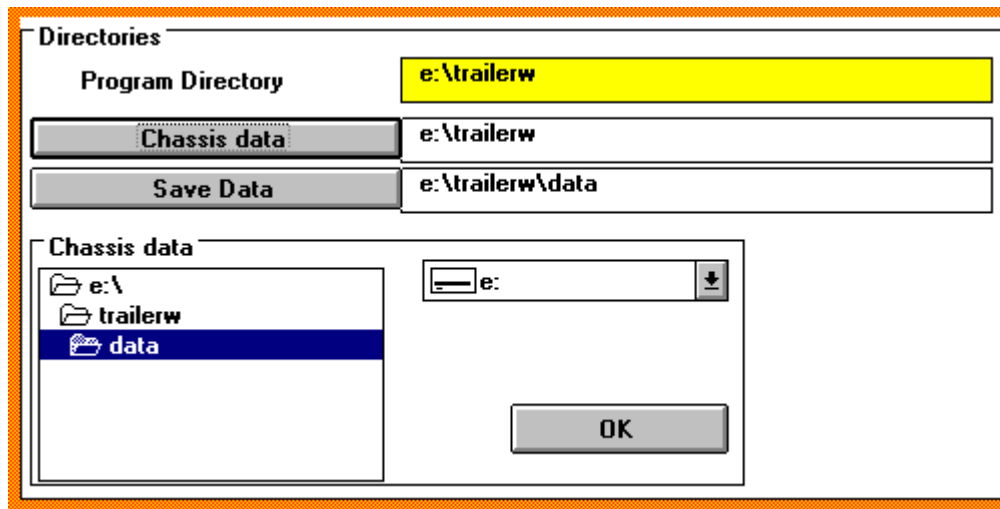 Directories
Program Directory e:\trailerw
Chassis data e:\trailerw
Save Data e:\trailerw\data
Chassis data
e:\ e:
trailerw
data
OK